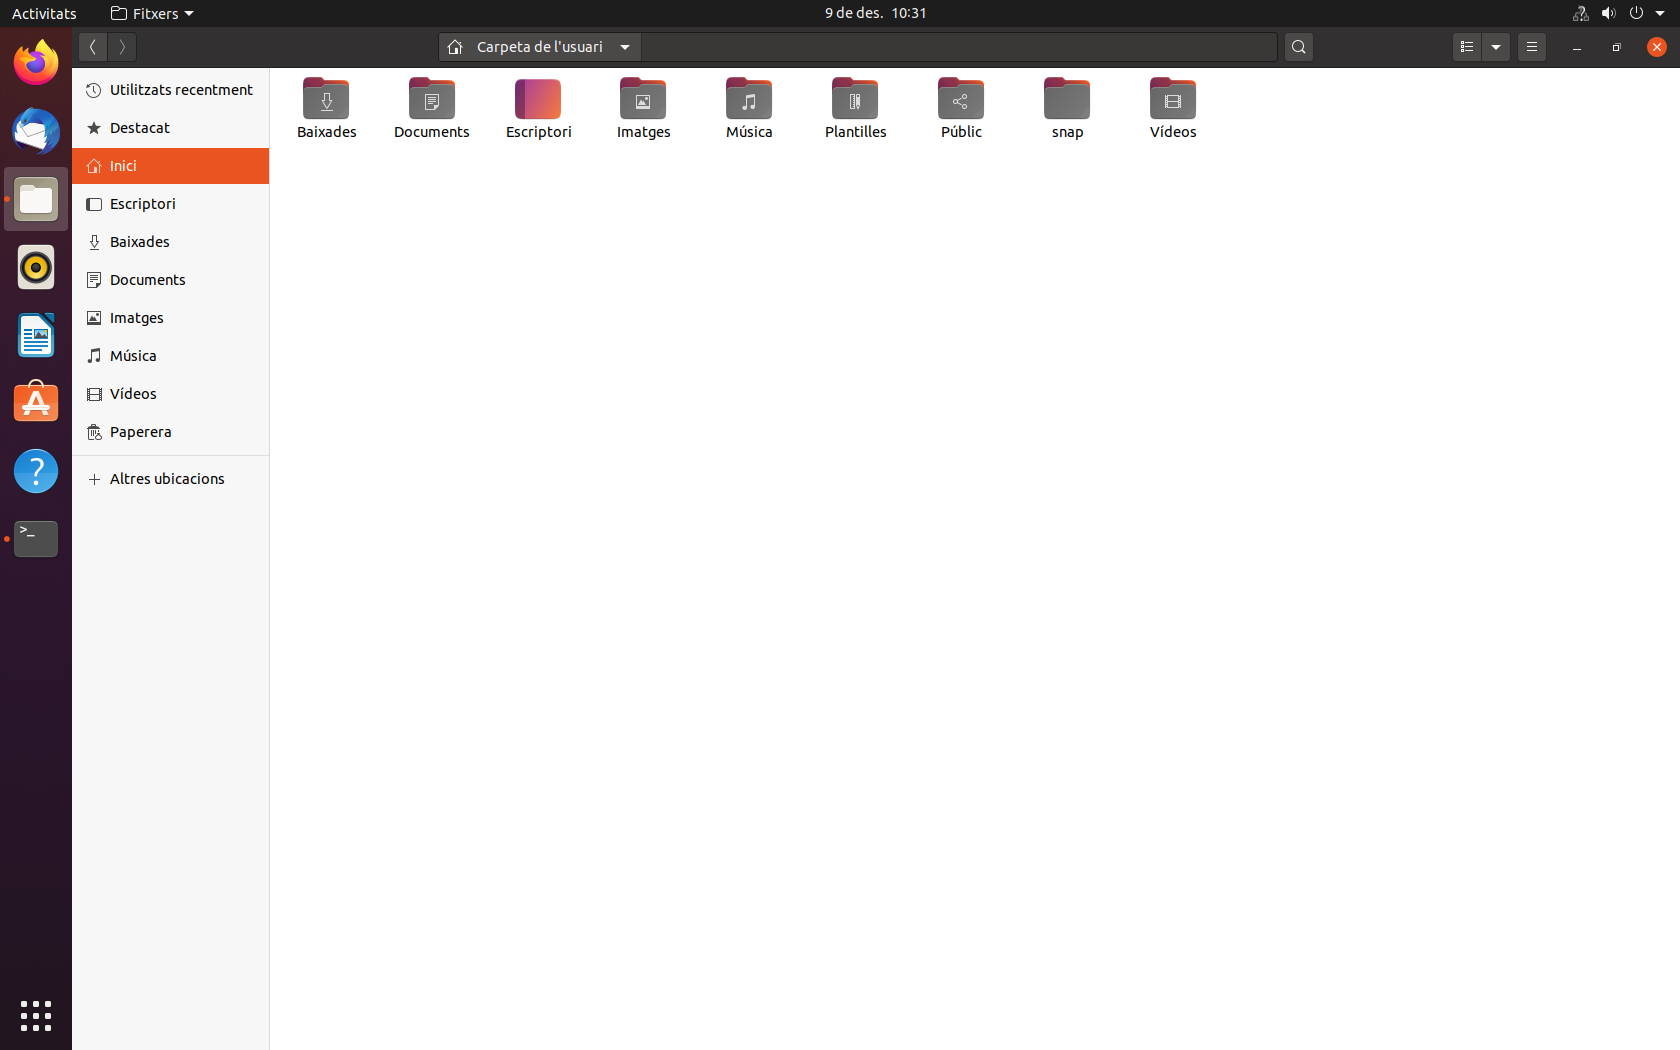 Activitats
Fitxers
9 de des. 10:31
Carpeta de l'usuari
Utilitzats recentment
Destacat
Inici
Escriptori
Baixades
Documents
Imatges
Música
Vídeos
Paperera
Altres ubicacions
Baixades
Documents
Escriptori
Imatges
Música
Plantilles
Públic
snap
Vídeos